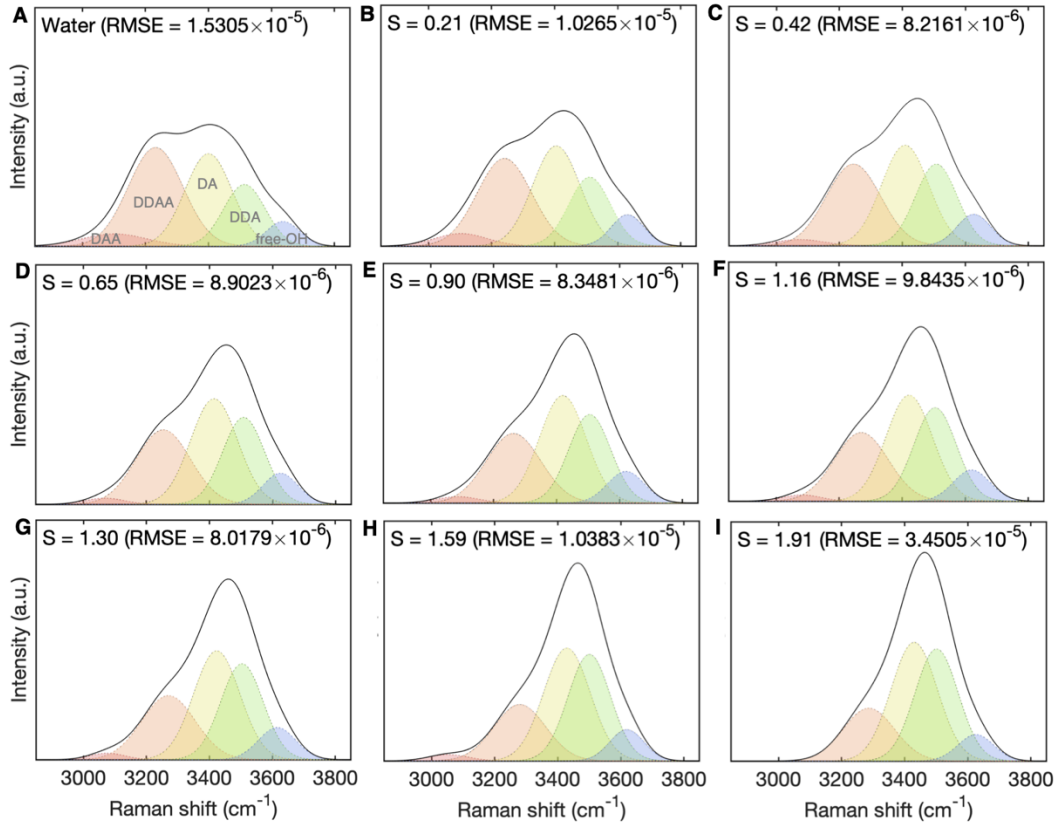 A Water (RMSE = 1.5305×10⁻⁵)
B S = 0.21 (RMSE = 1.0265×10⁻⁵)
C S = 0.42 (RMSE = 8.2161×10⁻⁶)
Intensity (a.u.)
DAA
DDAA
DA
DDA
free-OH
D S = 0.65 (RMSE = 8.9023×10⁻⁶)
E S = 0.90 (RMSE = 8.3481×10⁻⁶)
F S = 1.16 (RMSE = 9.8435×10⁻⁶)
Intensity (a.u.)
G S = 1.30 (RMSE = 8.0179×10⁻⁶)
H S = 1.59 (RMSE = 1.0383×10⁻⁵)
I S = 1.91 (RMSE = 3.4505×10⁻⁵)
Intensity (a.u.)
3000 3200 3400 3600 3800
3000 3200 3400 3600 3800
3000 3200 3400 3600 3800
Raman shift (cm⁻¹)
Raman shift (cm⁻¹)
Raman shift (cm⁻¹)